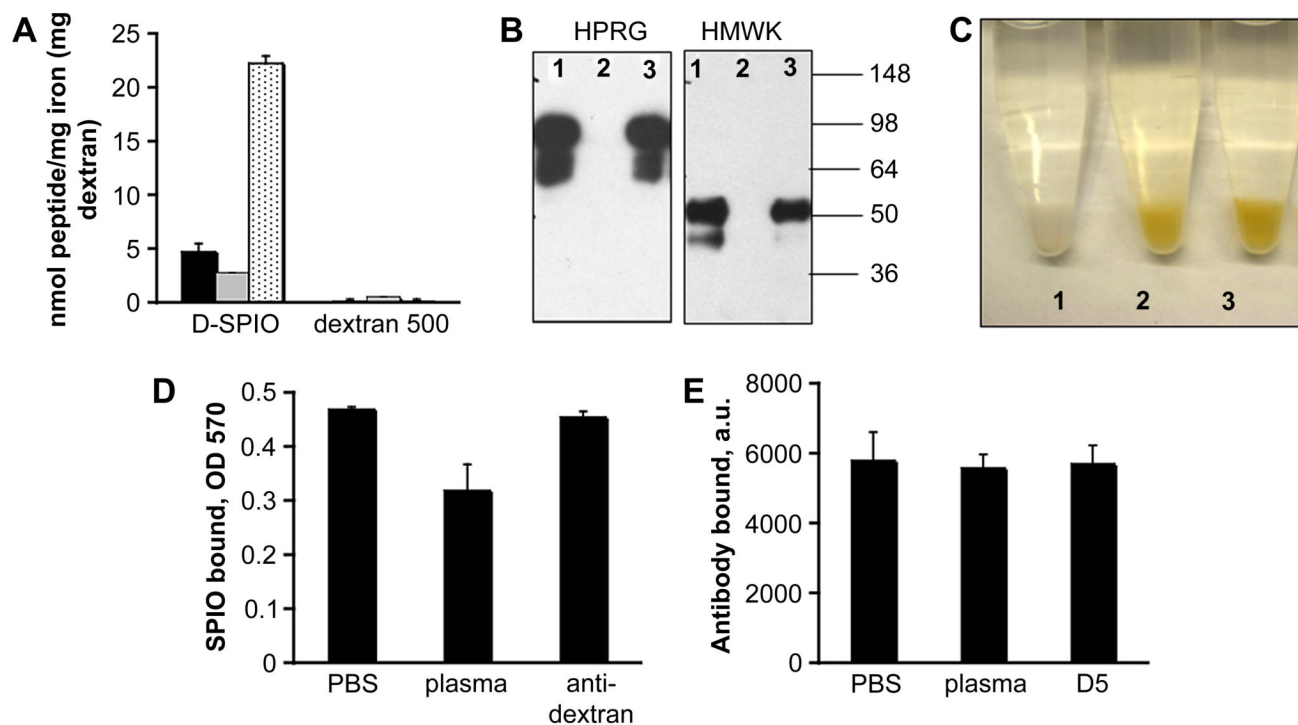 A
nmol peptide/mg iron (mg
dextran)
25
20
15
10
5
0
D-SPIO
dextran 500
B
HPRG
HMWK
1 2 3
1 2 3
148
98
64
50
36
C
1 2 3
D
SPIO bound, OD 570
0.5
0.4
0.3
0.2
0.1
0
PBS
plasma
anti-
dextran
E
Antibody bound, a.u.
8000
6000
4000
2000
0
PBS
plasma
D5